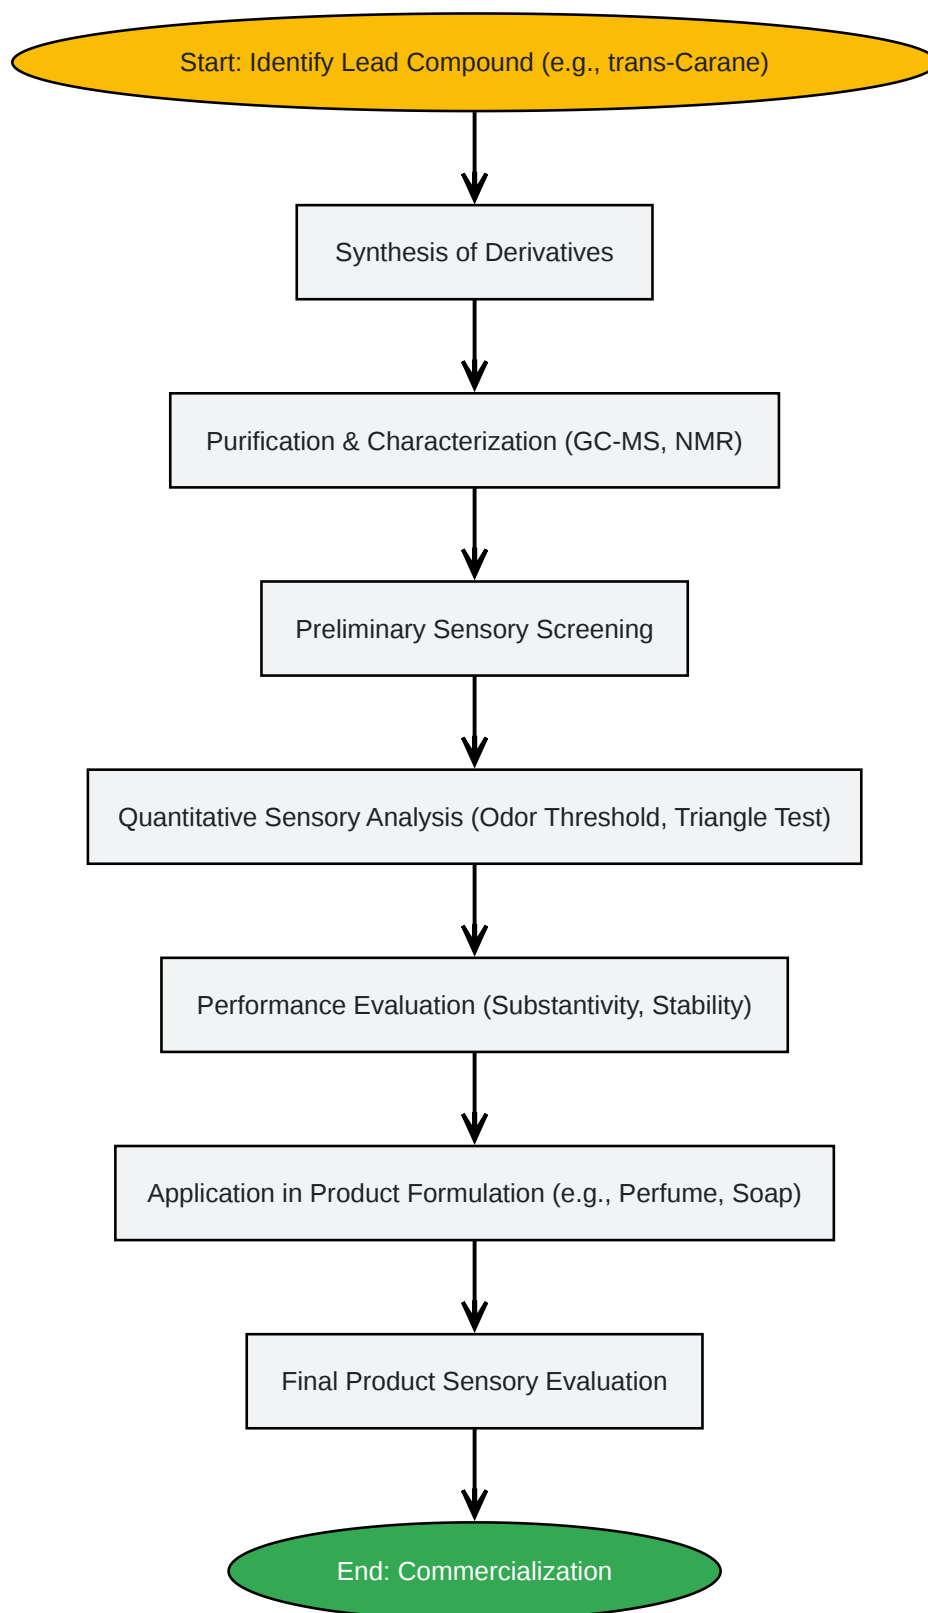 Start: Identify Lead Compound (e.g., trans-Carane)
Synthesis of Derivatives
Purification & Characterization (GC-MS, NMR)
Preliminary Sensory Screening
Quantitative Sensory Analysis (Odor Threshold, Triangle Test)
Performance Evaluation (Substantivity, Stability)
Application in Product Formulation (e.g., Perfume, Soap)
Final Product Sensory Evaluation
End: Commercialization